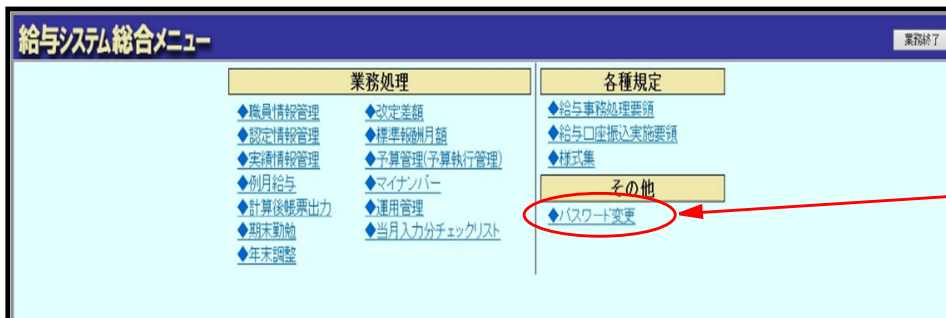 給与システム総合メニュー
業務終了
業務処理
◆職員情報管理
◆認定情報管理
◆実績情報管理
◆例月給与
◆計算後帳票出力
◆期末勤勉
◆年末調整
◆改定差額
◆標準報酬月額
◆予算管理(予算執行管理)
◆マイナンバー
◆運用管理
◆当月入力分チェックリスト
各種規定
◆給与事務処理要領
◆給与口座振込実施要領
◆様式集
その他
◆パスワード変更